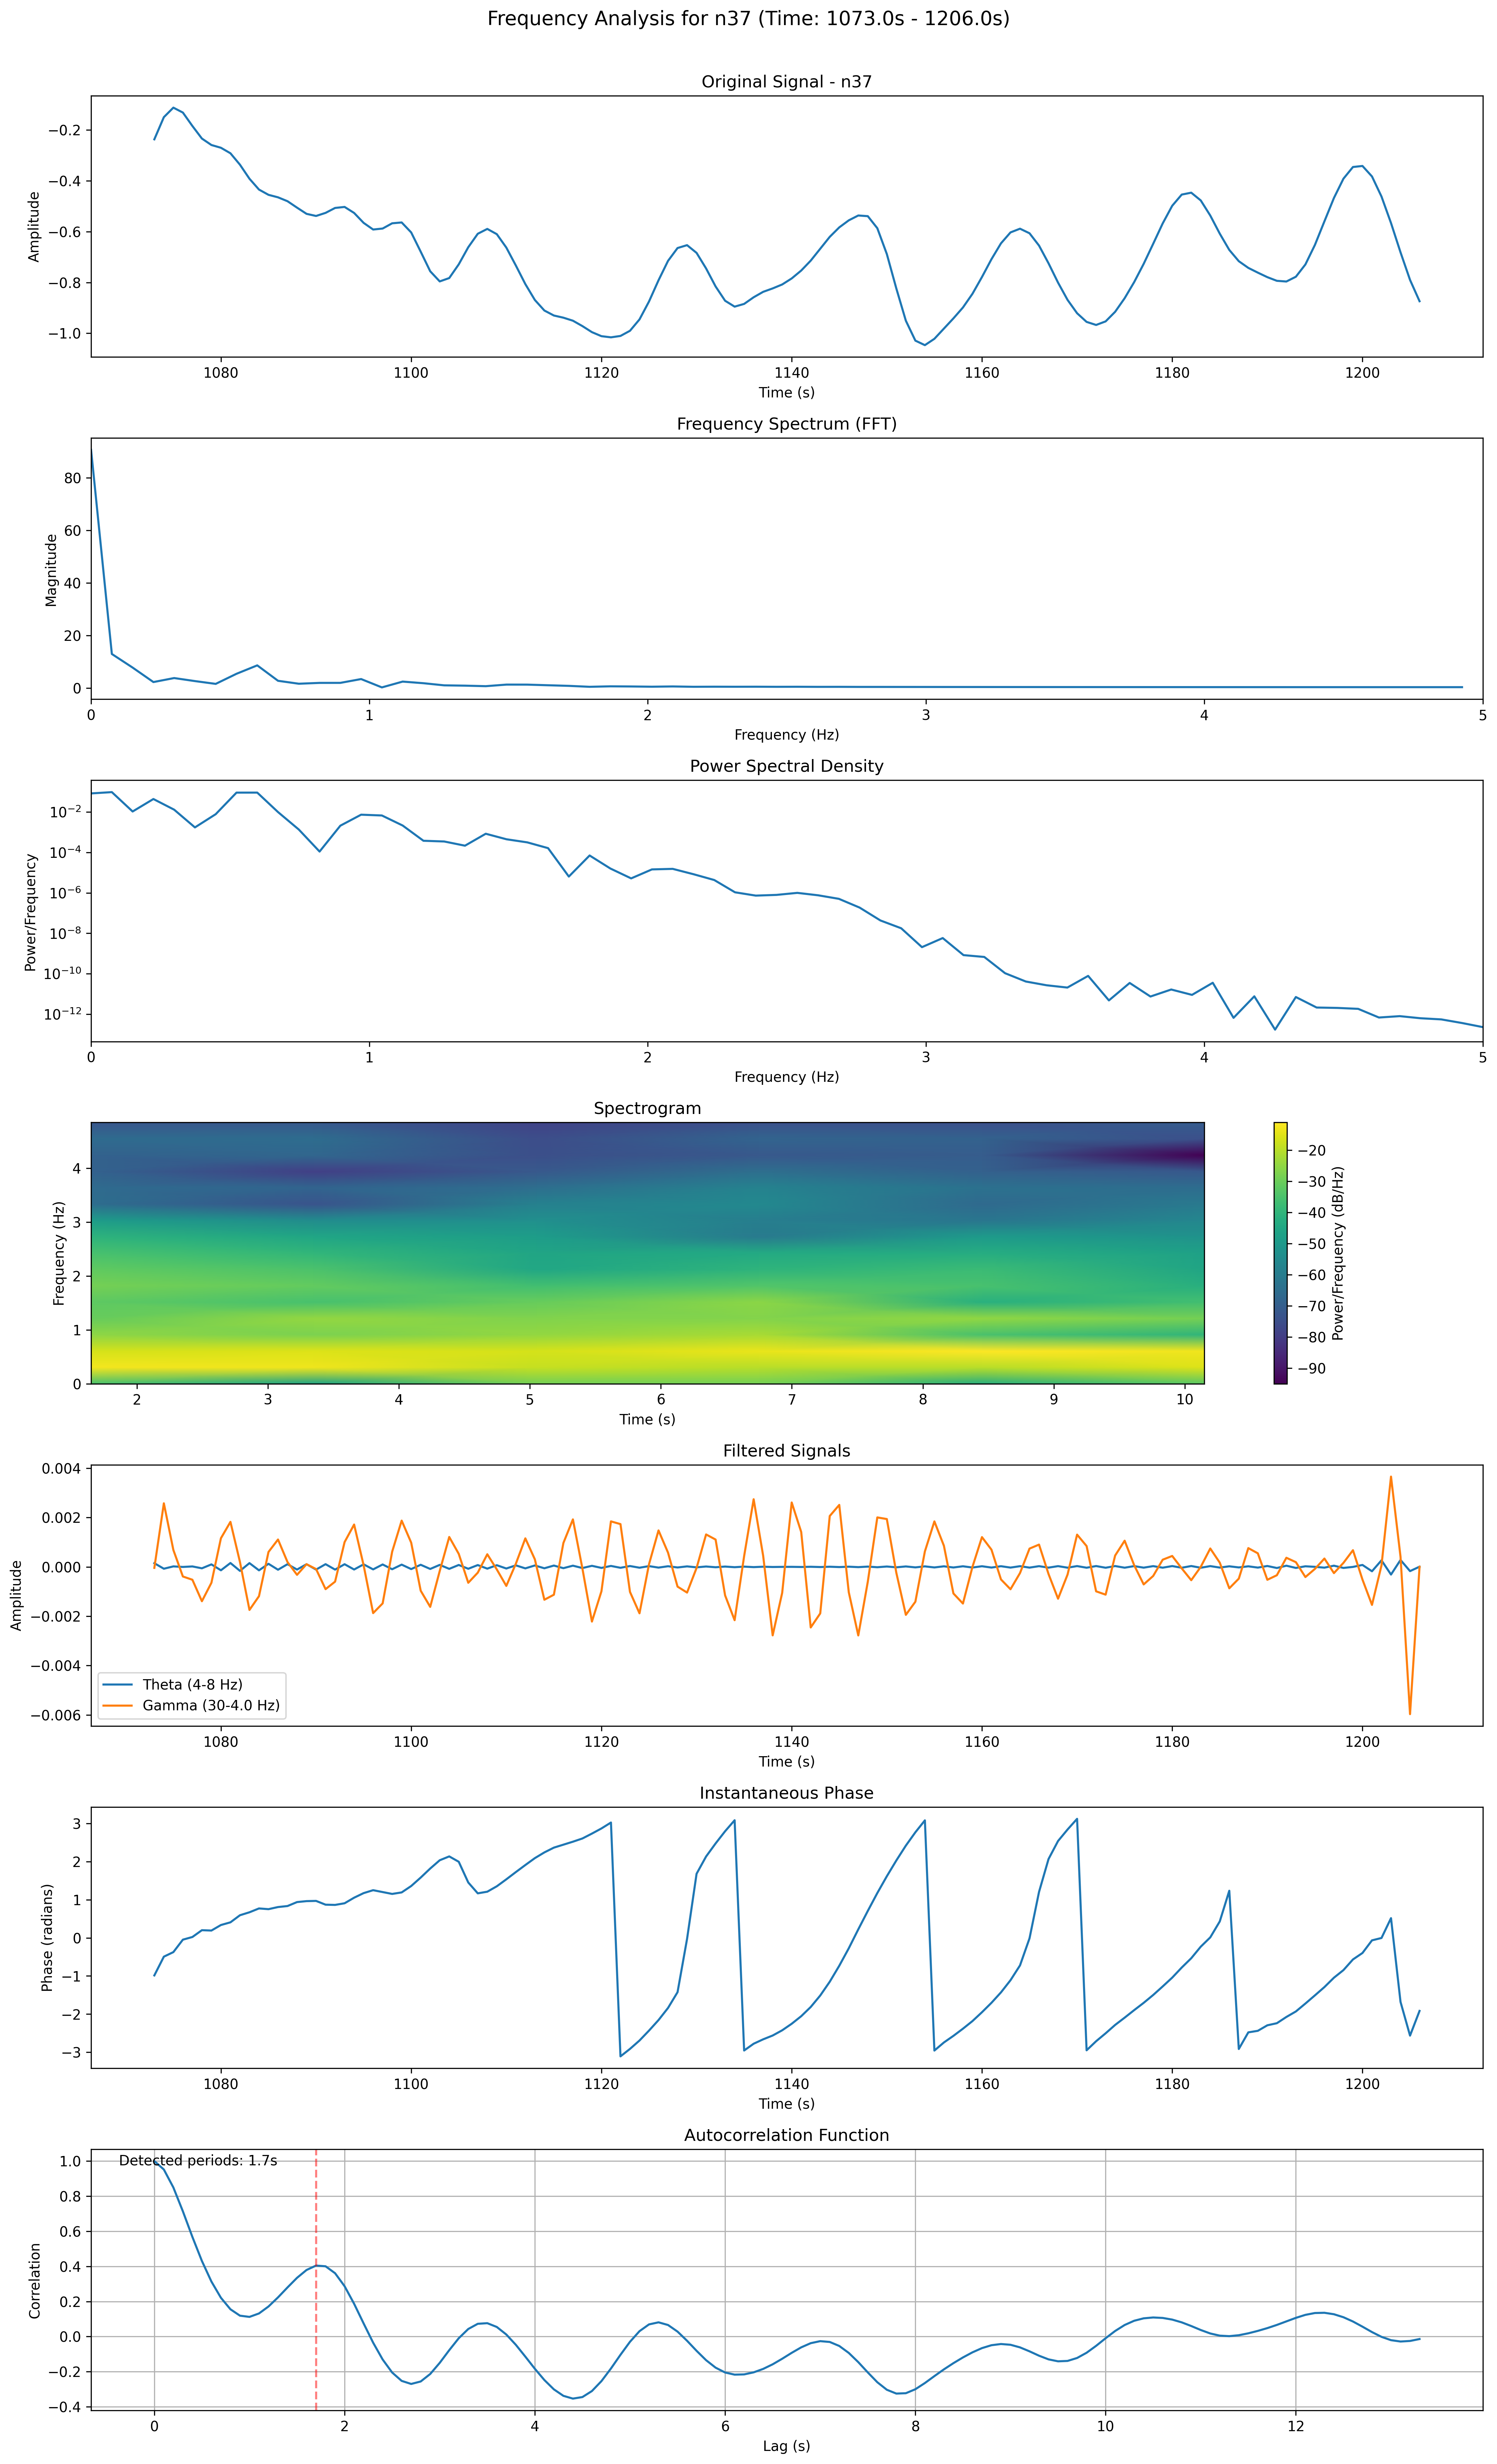 Frequency Analysis for n37 (Time: 1073.0s - 1206.0s)
Original Signal - n37
Amplitude
−0.2
−0.4
−0.6
−0.8
−1.0
1080 1100 1120 1140 1160 1180 1200
Time (s)
Frequency Spectrum (FFT)
Magnitude
80
60
40
20
0
0 1 2 3 4 5
Frequency (Hz)
Power Spectral Density
Power/Frequency
10⁻²
10⁻⁴
10⁻⁶
10⁻⁸
10⁻¹⁰
10⁻¹²
0 1 2 3 4 5
Frequency (Hz)
Spectrogram
Frequency (Hz)
4
3
2
1
0
2 3 4 5 6 7 8 9 10
Time (s)
−20
−30
−40
−50
−60
−70
−80
−90
Power/Frequency (dB/Hz)
Filtered Signals
Amplitude
0.004
0.002
0.000
−0.002
−0.004
−0.006
Theta (4-8 Hz)
Gamma (30-4.0 Hz)
1080 1100 1120 1140 1160 1180 1200
Time (s)
Instantaneous Phase
Phase (radians)
3
2
1
0
−1
−2
−3
1080 1100 1120 1140 1160 1180 1200
Time (s)
Autocorrelation Function
Correlation
Detected periods: 1.7s
1.0
0.8
0.6
0.4
0.2
0.0
−0.2
−0.4
0 2 4 6 8 10 12
Lag (s)